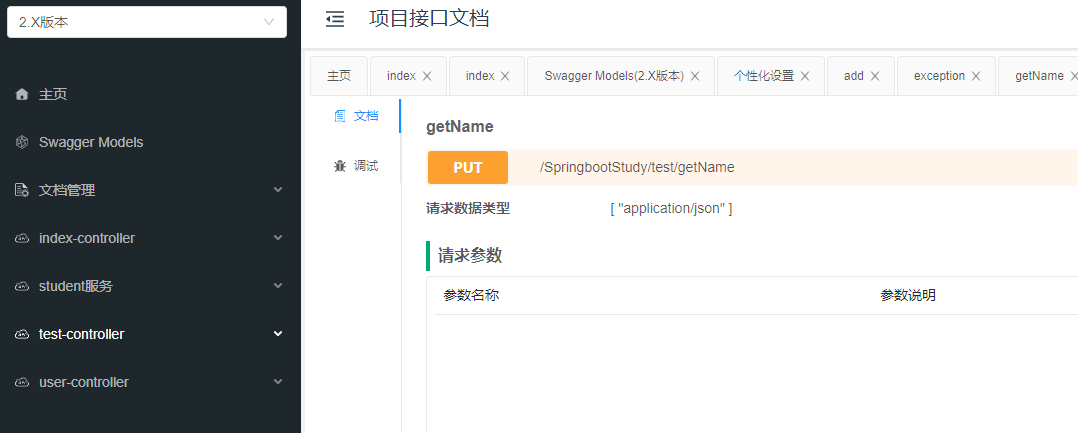 2.X版本
主页
Swagger Models
文档管理
index-controller
student服务
test-controller
user-controller
项目接口文档
主页 index index Swagger Models(2.X版本) 个性化设置 add exception getName
文档
调试
getName
PUT /SpringbootStudy/test/getName
请求数据类型 [ "application/json" ]
请求参数
参数名称 参数说明